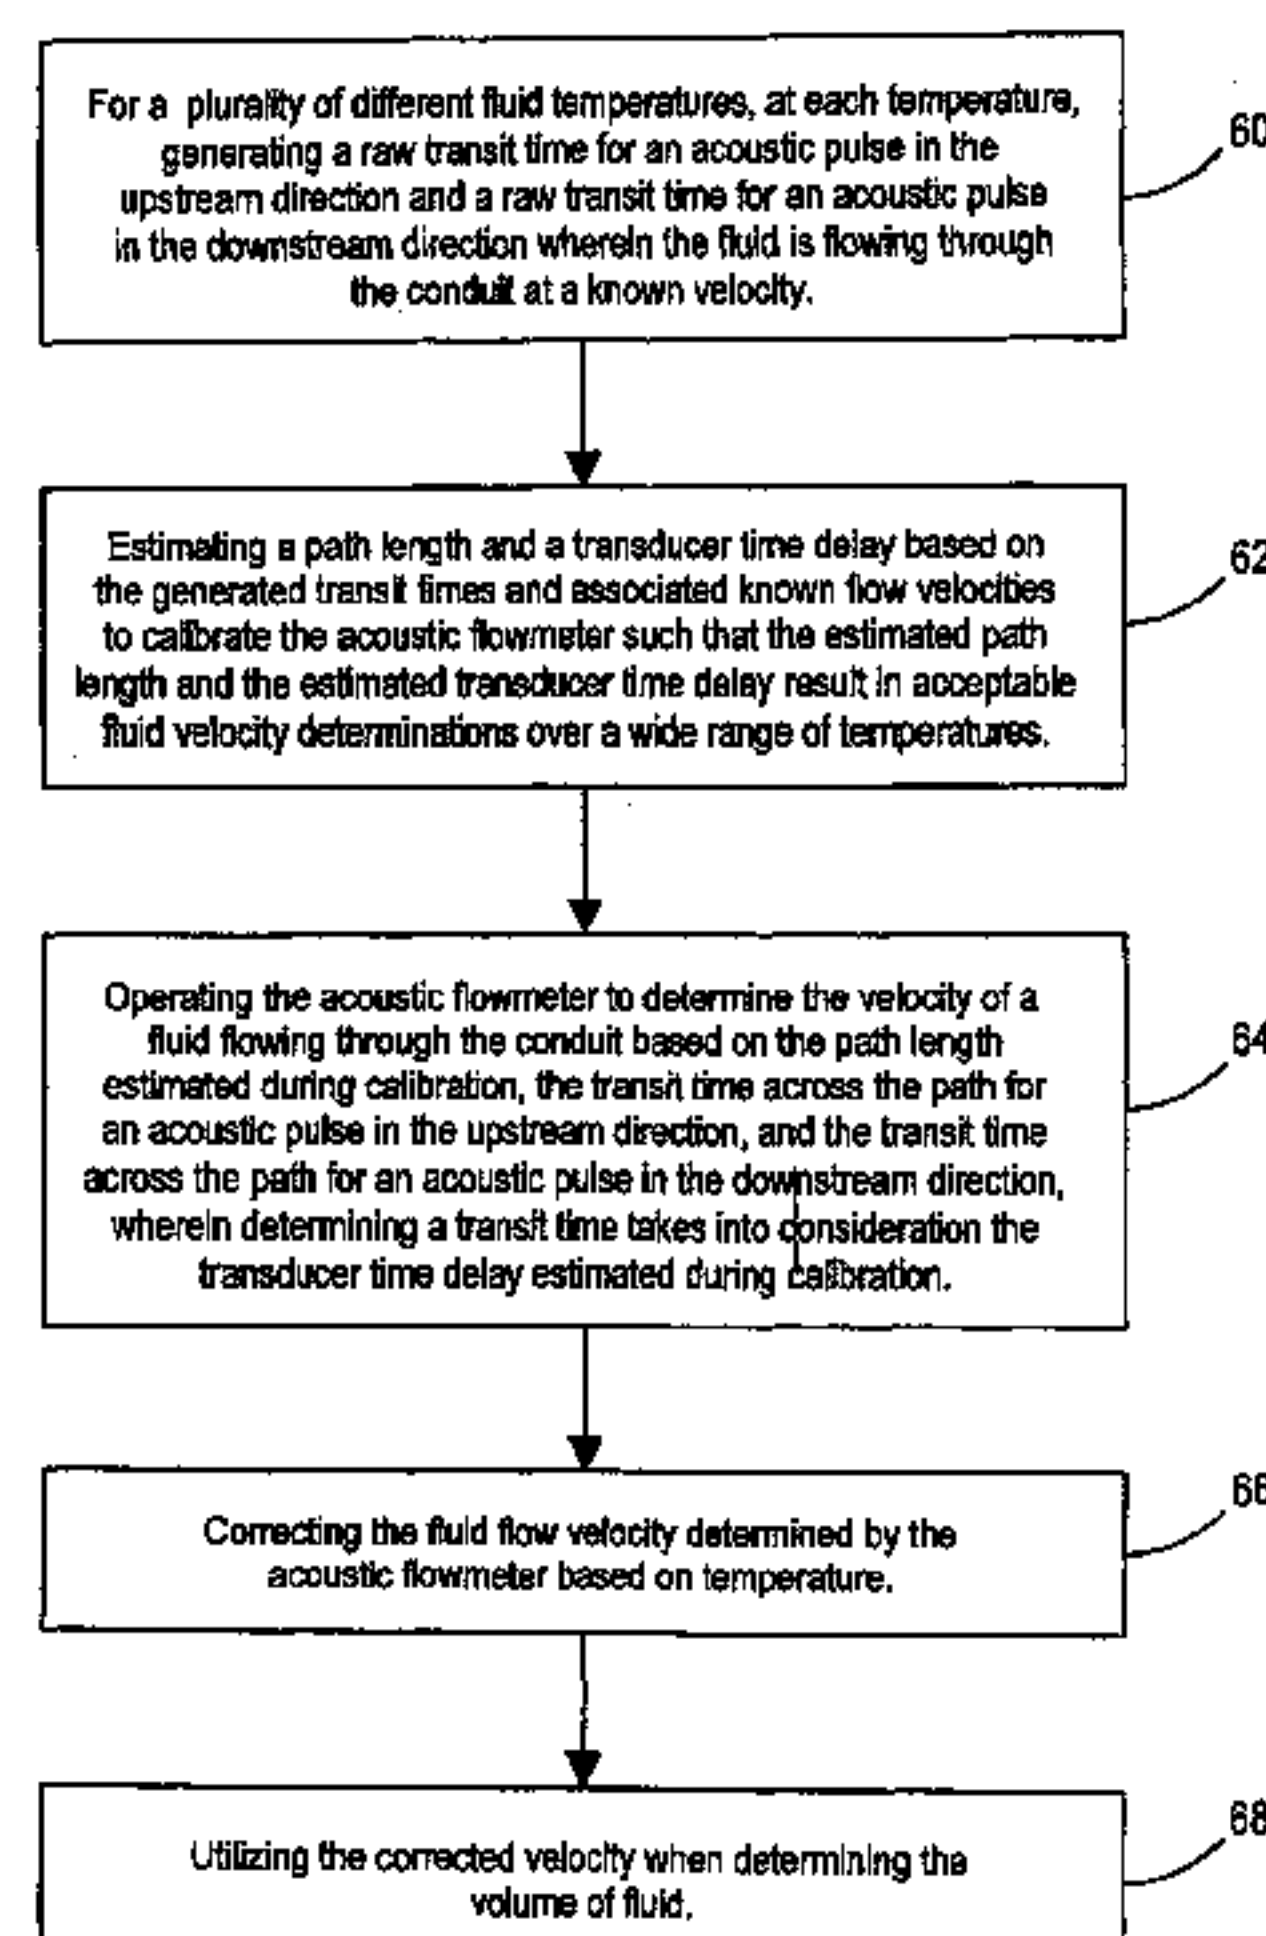 For a plurality of different fluid temperatures, at each temperature,
generating a raw transit time for an acoustic pulse in the
upstream direction and a raw transit time for an acoustic pulse
in the downstream direction wherein the fluid is flowing through
the conduit at a known velocity.
60
Estimating a path length and a transducer time delay based on
the generated transit times and associated known flow velocities
to calibrate the acoustic flowmeter such that the estimated path
length and the estimated transducer time delay result in acceptable
fluid velocity determinations over a wide range of temperatures.
62
Operating the acoustic flowmeter to determine the velocity of a
fluid flowing through the conduit based on the path length
estimated during calibration, the transit time across the path for
an acoustic pulse in the upstream direction, and the transit time
across the path for an acoustic pulse in the downstream direction,
wherein determining a transit time takes into consideration the
transducer time delay estimated during calibration.
64
Correcting the fluid flow velocity determined by the
acoustic flowmeter based on temperature.
66
Utilizing the corrected velocity when determining the
volume of fluid.
68